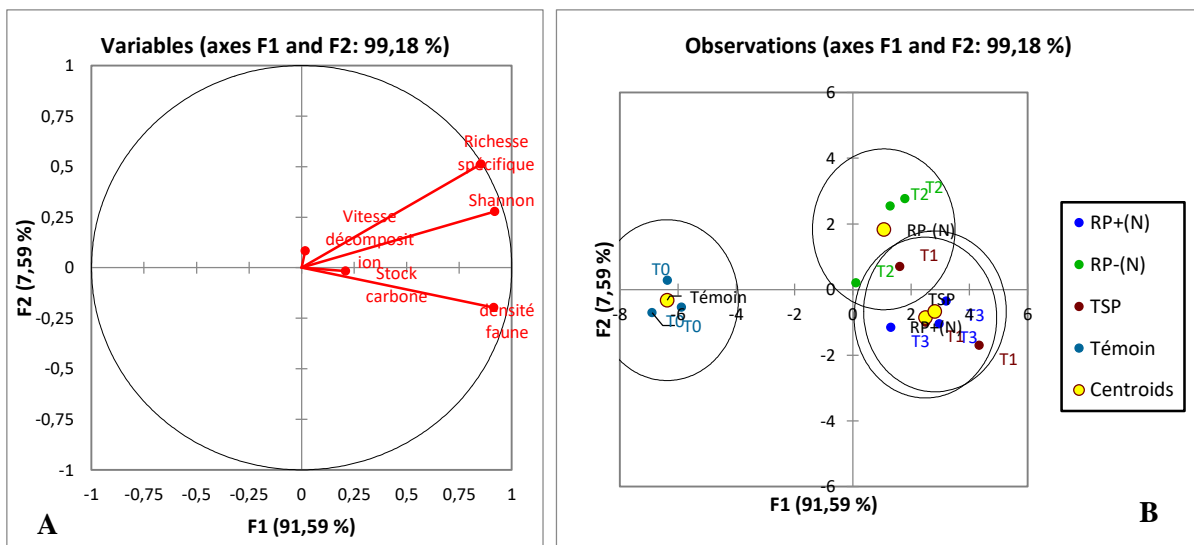 Variables (axes F1 and F2: 99,18 %)
1
0,75
0,5
0,25
0
-0,25
-0,5
-0,75
-1
F2 (7,59 %)
Richesse
spécifique
Shannon
Vitesse
décomposit
ion
Stock
carbone
densité
faune
-1
-0,75
-0,5
-0,25
0
0,25
0,5
0,75
1
F1 (91,59 %)
A
Observations (axes F1 and F2: 99,18 %)
6
4
2
0
-2
-4
-6
F2 (7,59 %)
T2
T2
RP-(N)
T2
T1
T0
Témoin
T0
T0
TSP
T3
RP+(N)
T1
T3
T3
T1
-8
-6
-4
-2
0
2
4
6
F1 (91,59 %)
B
RP+(N)
RP-(N)
TSP
Témoin
Centroids